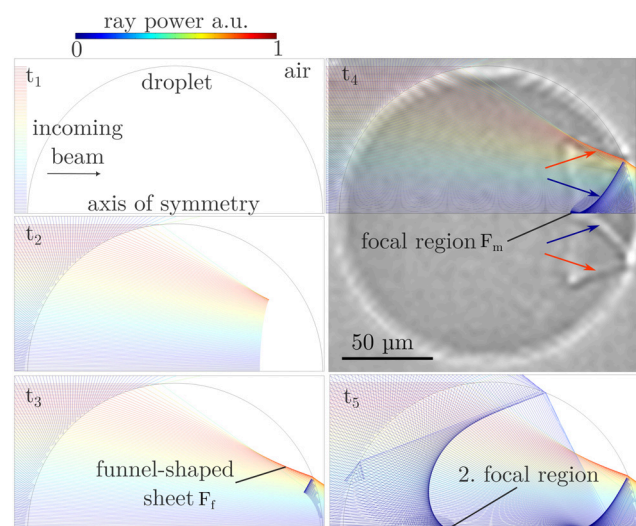 ray power a.u.
0 1
t1
air
droplet
incoming
beam
axis of symmetry
t2
t3
funnel-shaped
sheet Ff
t4
focal region Fm
50 µm
t5
2. focal region